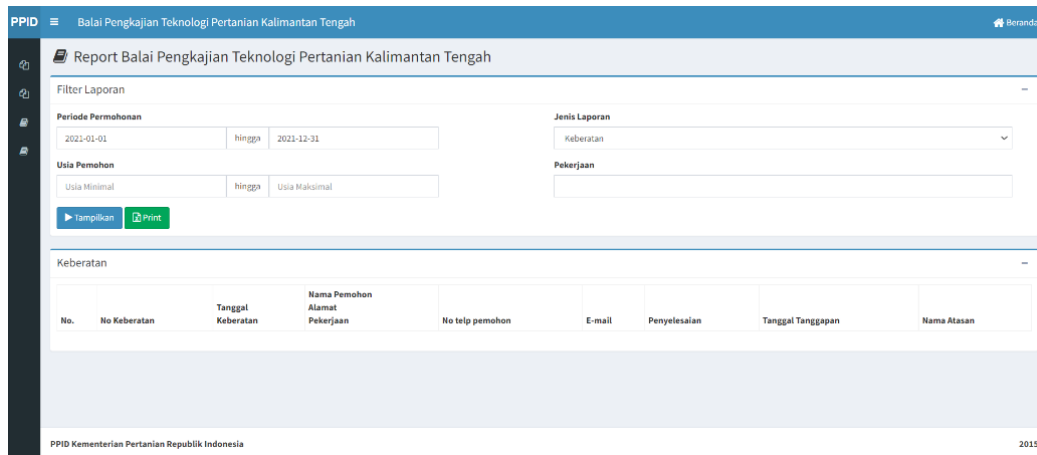 PPID Balai Pengkajian Teknologi Pertanian Kalimantan Tengah Beranda
Report Balai Pengkajian Teknologi Pertanian Kalimantan Tengah
Filter Laporan
Periode Permohonan
2021-01-01 hingga 2021-12-31
Jenis Laporan
Keberatan
Usia Pemohon
Usia Minimal hingga Usia Maksimal
Pekerjaan
Tampilkan Print
Keberatan
No. No Keberatan Tanggal Keberatan Nama Pemohon Alamat Pekerjaan No telp pemohon E-mail Penyelesaian Tanggal Tanggapan Nama Atasan
PPID Kementerian Pertanian Republik Indonesia 2015